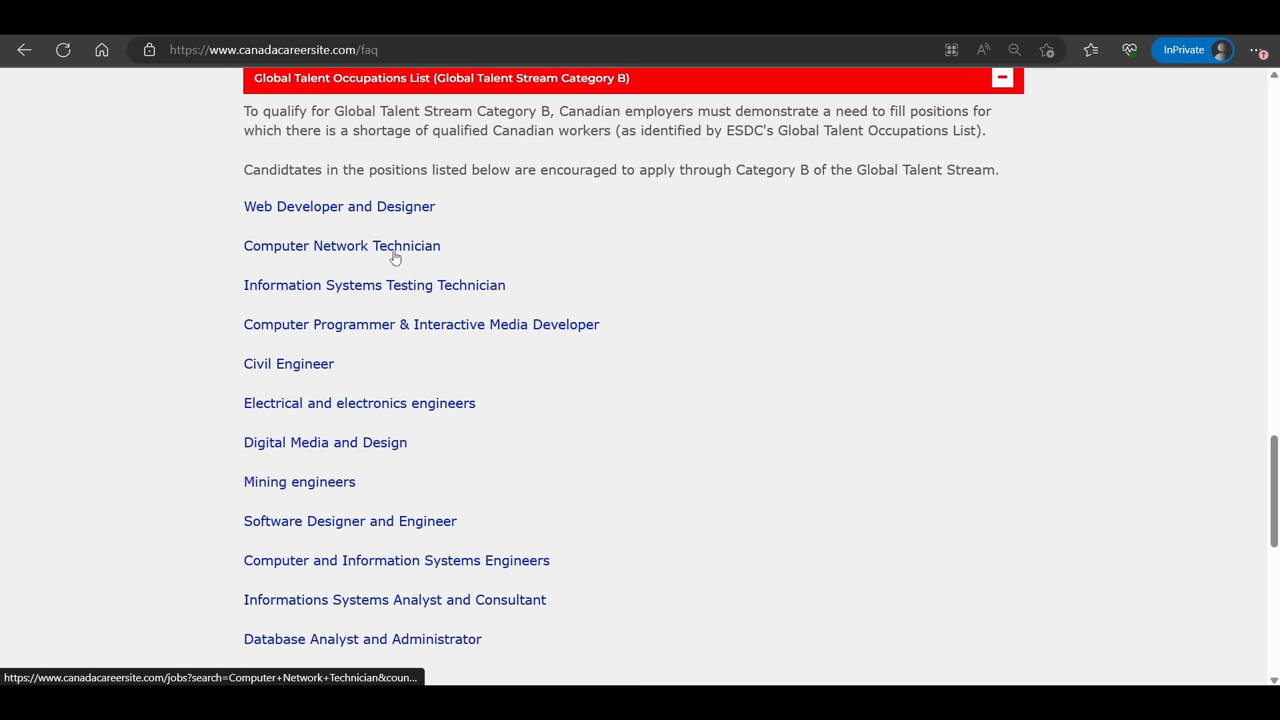 https://www.canadacareersite.com/faq
InPrivate
Global Talent Occupations List (Global Talent Stream Category B)
To qualify for Global Talent Stream Category B, Canadian employers must demonstrate a need to fill positions for
which there is a shortage of qualified Canadian workers (as identified by ESDC's Global Talent Occupations List).
Candidtates in the positions listed below are encouraged to apply through Category B of the Global Talent Stream.
Web Developer and Designer
Computer Network Technician
Information Systems Testing Technician
Computer Programmer & Interactive Media Developer
Civil Engineer
Electrical and electronics engineers
Digital Media and Design
Mining engineers
Software Designer and Engineer
Computer and Information Systems Engineers
Informations Systems Analyst and Consultant
Database Analyst and Administrator
https://www.canadacareersite.com/jobs?search=Computer+Network+Technician&coun...